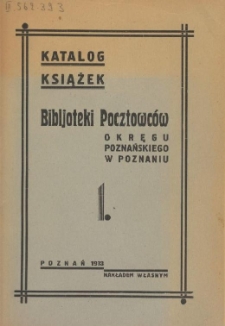 KATALOG
KSIĄŻEK
Bibljoteki Pocztowców
OKRĘGU
POZNAŃSKIEGO
W POZNANIU
1.
POZNAŃ
NAKŁADEM WŁASNYM